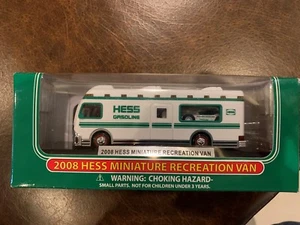 HESS
GASOLINE
2008 HESS MINIATURE RECREATION VAN
2008 HESS MINIATURE RECREATION VAN
⚠ WARNING: CHOKING HAZARD-
SMALL PARTS. NOT FOR CHILDREN UNDER 3 YEARS.